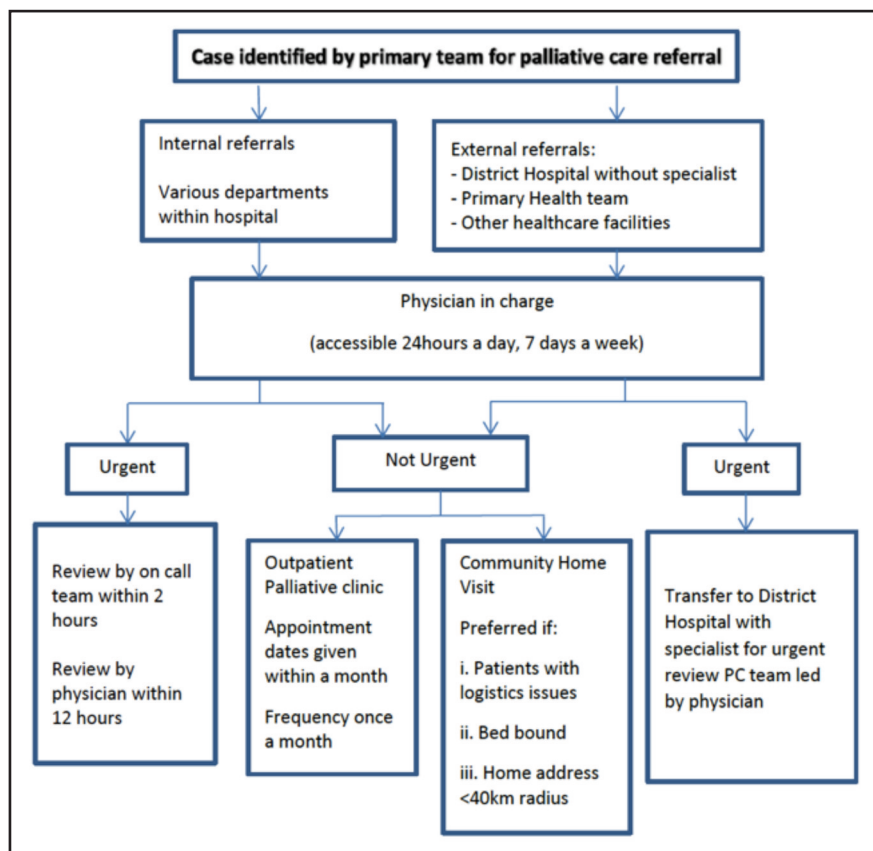 Case identified by primary team for palliative care referral
Internal referrals
Various departments
within hospital
External referrals:
- District Hospital without specialist
- Primary Health team
- Other healthcare facilities
Physician in charge
(accessible 24hours a day, 7 days a week)
Urgent
Not Urgent
Urgent
Review by on call
team within 2
hours
Review by
physician within
12 hours
Outpatient
Palliative clinic
Appointment
dates given
within a month
Frequency once
a month
Community Home
Visit
Preferred if:
i. Patients with
logistics issues
ii. Bed bound
iii. Home address
<40km radius
Transfer to District
Hospital with
specialist for urgent
review PC team led
by physician